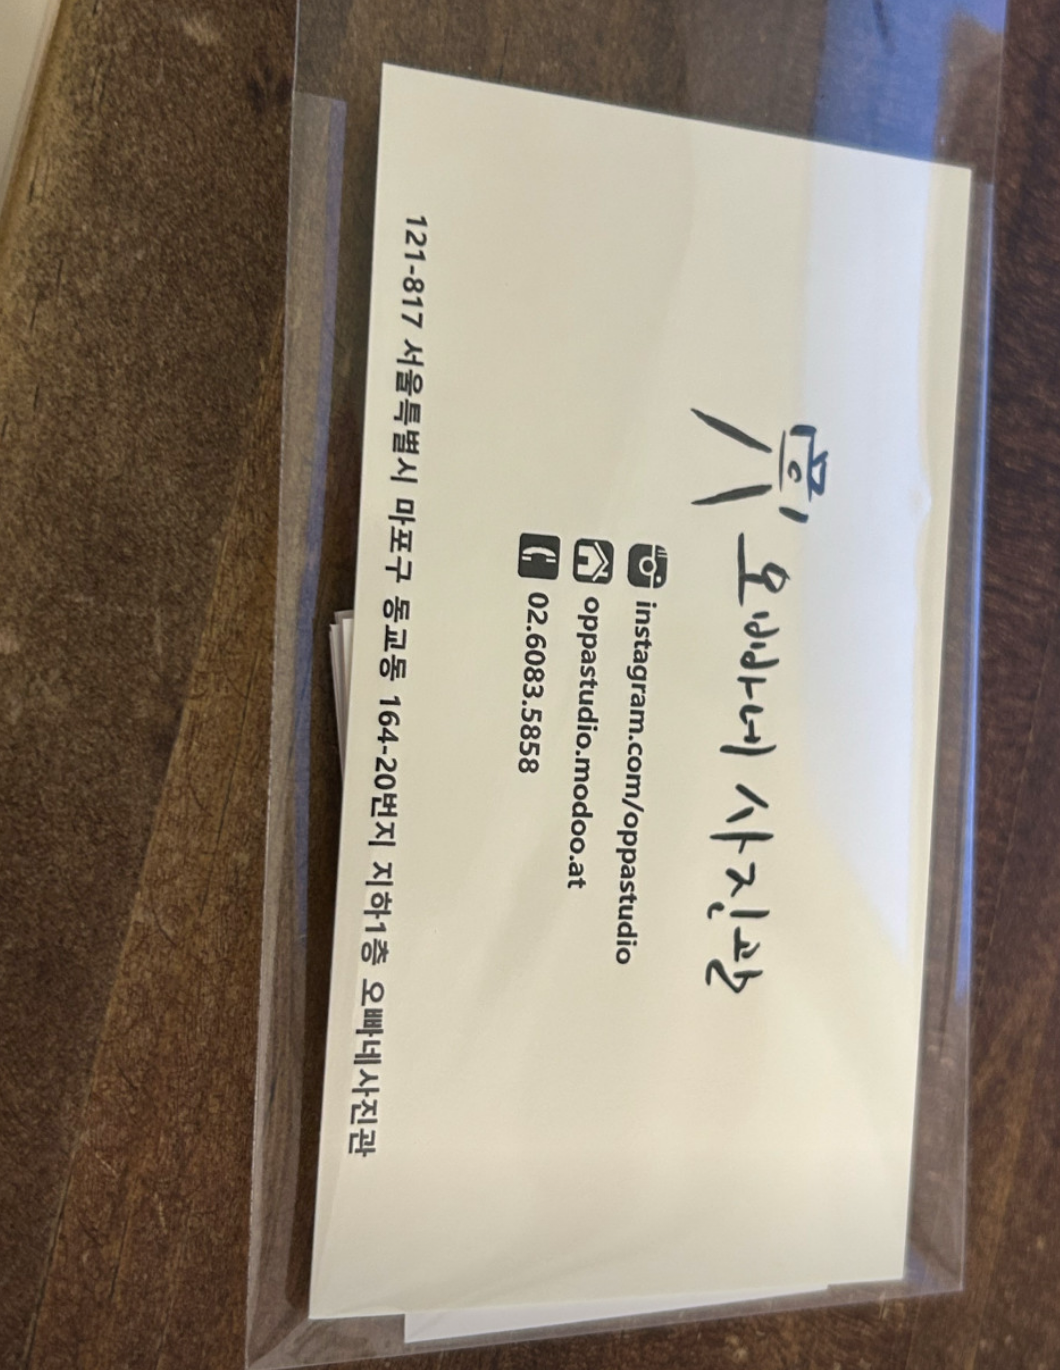 오빠네 사진관
instagram.com/oppastudio
oppastudio.modoo.at
02.6083.5858
121-817 서울특별시 마포구 동교동 164-20번지 지하1층 오빠네사진관